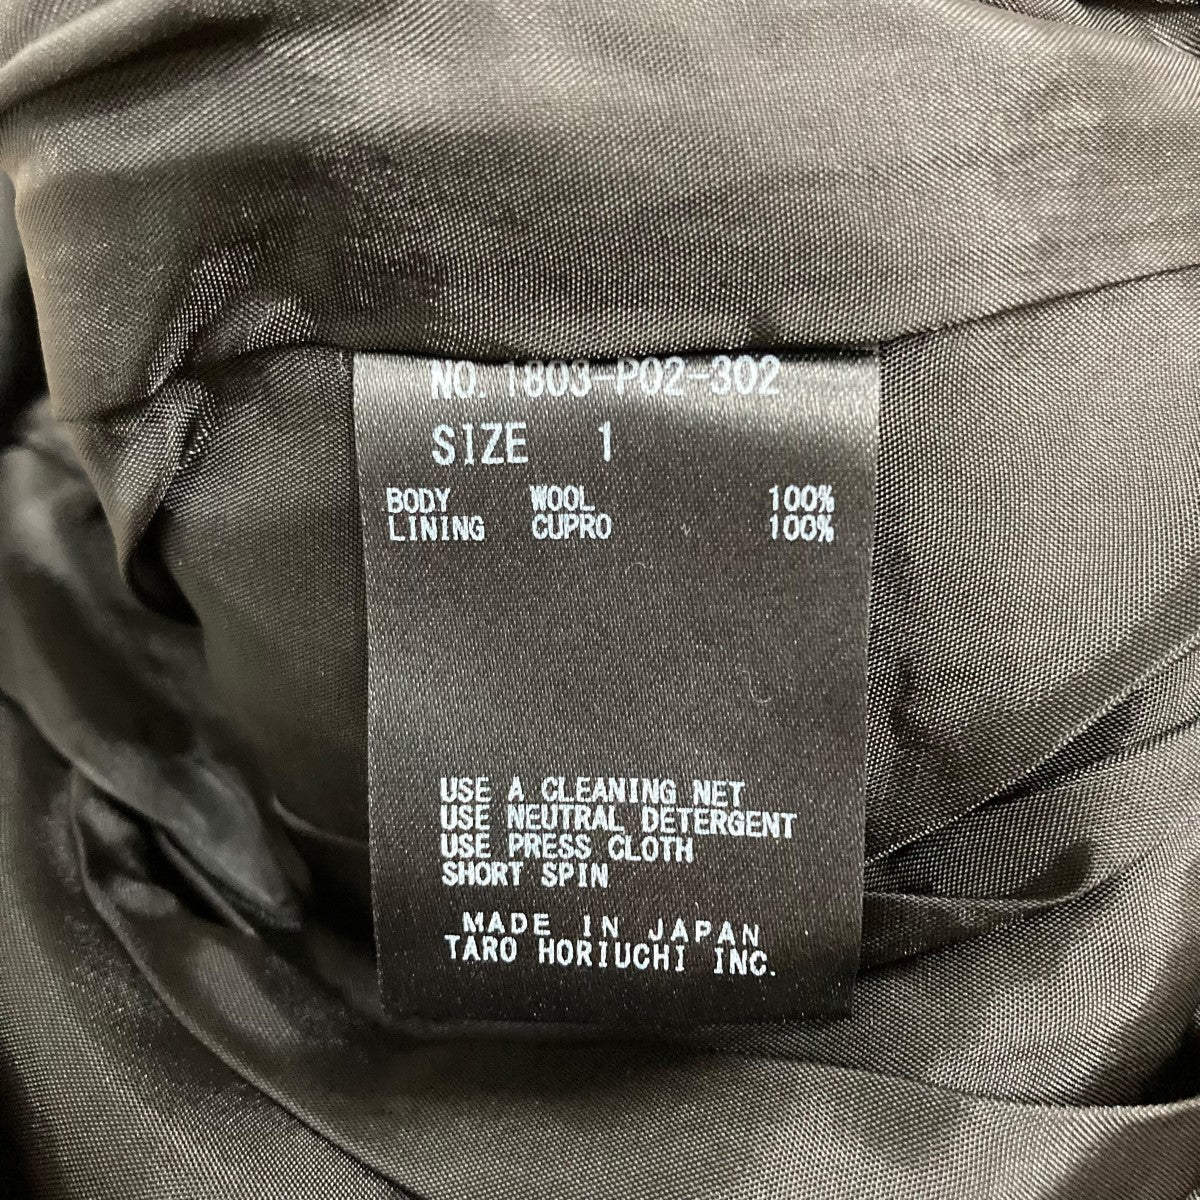 NO. 1803-P02-302
SIZE 1
BODY WOOL 100%
LINING CUPRO 100%
USE A CLEANING NET
USE NEUTRAL DETERGENT
USE PRESS CLOTH
SHORT SPIN
MADE IN JAPAN
TARO HORIUCHI INC.